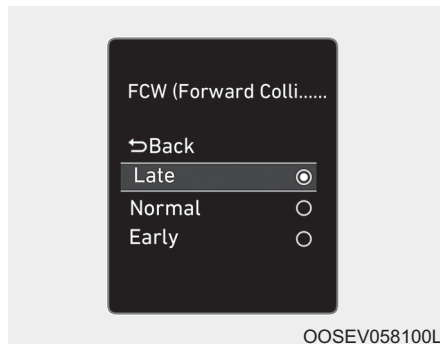 FCW (Forward Colli......
⮌Back
Late
Normal
Early
OOSEV058100L